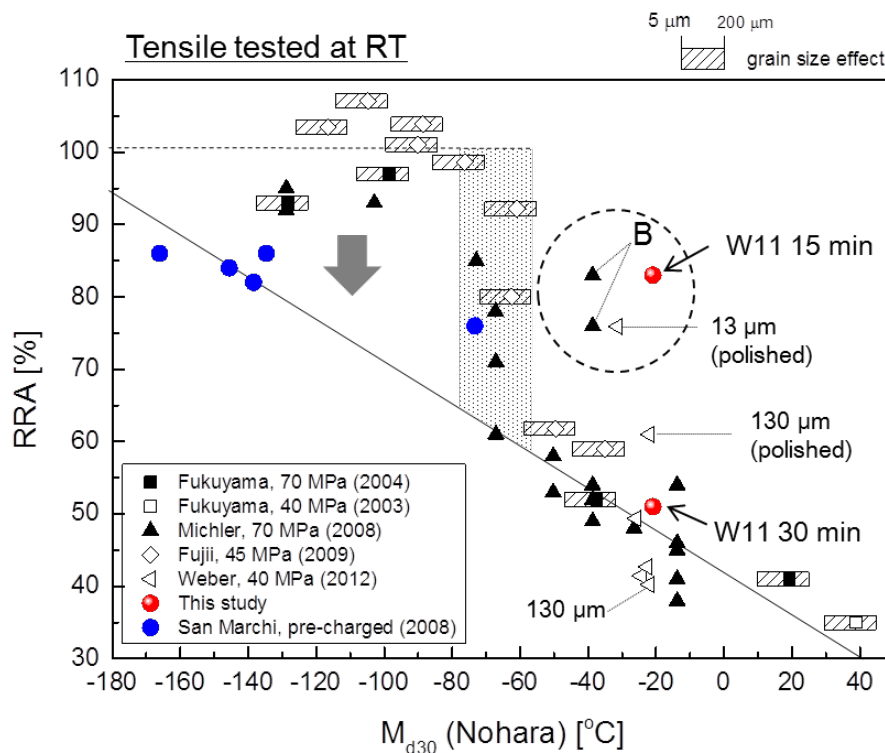 5 μm 200 μm
Tensile tested at RT
grain size effect
110
100
90
80
70
60
50
40
30
RRA [%]
B
W11 15 min
13 μm
(polished)
130 μm
(polished)
W11 30 min
130 μm
Fukuyama, 70 MPa (2004)
Fukuyama, 40 MPa (2003)
Michler, 70 MPa (2008)
Fujii, 45 MPa (2009)
Weber, 40 MPa (2012)
This study
San Marchi, pre-charged (2008)
-180 -160 -140 -120 -100 -80 -60 -40 -20 0 20 40
Md30 (Nohara) [oC]